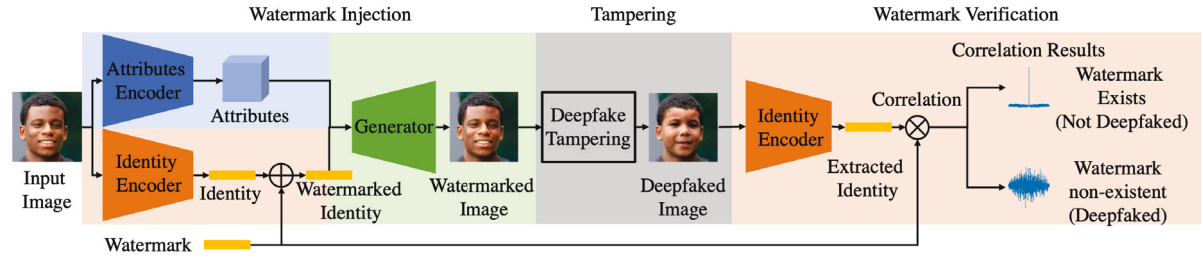 Watermark Injection
Tampering
Watermark Verification
Attributes
Encoder
Attributes
Input
Image
Identity
Encoder
Identity
Watermarked
Identity
Watermark
Generator
Watermarked
Image
Deepfake
Tampering
Deepfaked
Image
Identity
Encoder
Extracted
Identity
Correlation
Correlation Results
Watermark
Exists
(Not Deepfaked)
Watermark
non-existent
(Deepfaked)